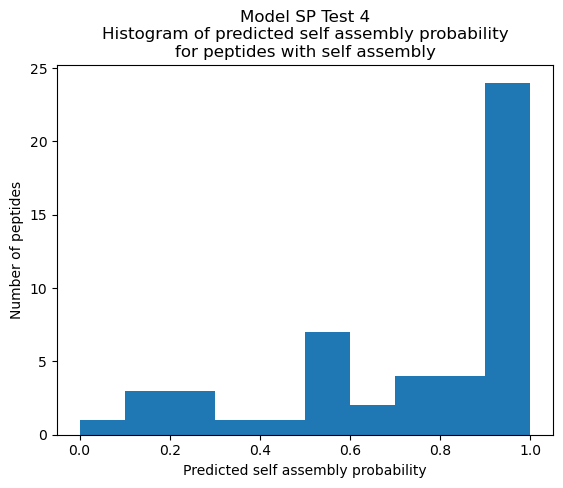 Model SP Test 4
Histogram of predicted self assembly probability
for peptides with self assembly
25
20
15
10
5
0
Number of peptides
0.0 0.2 0.4 0.6 0.8 1.0
Predicted self assembly probability